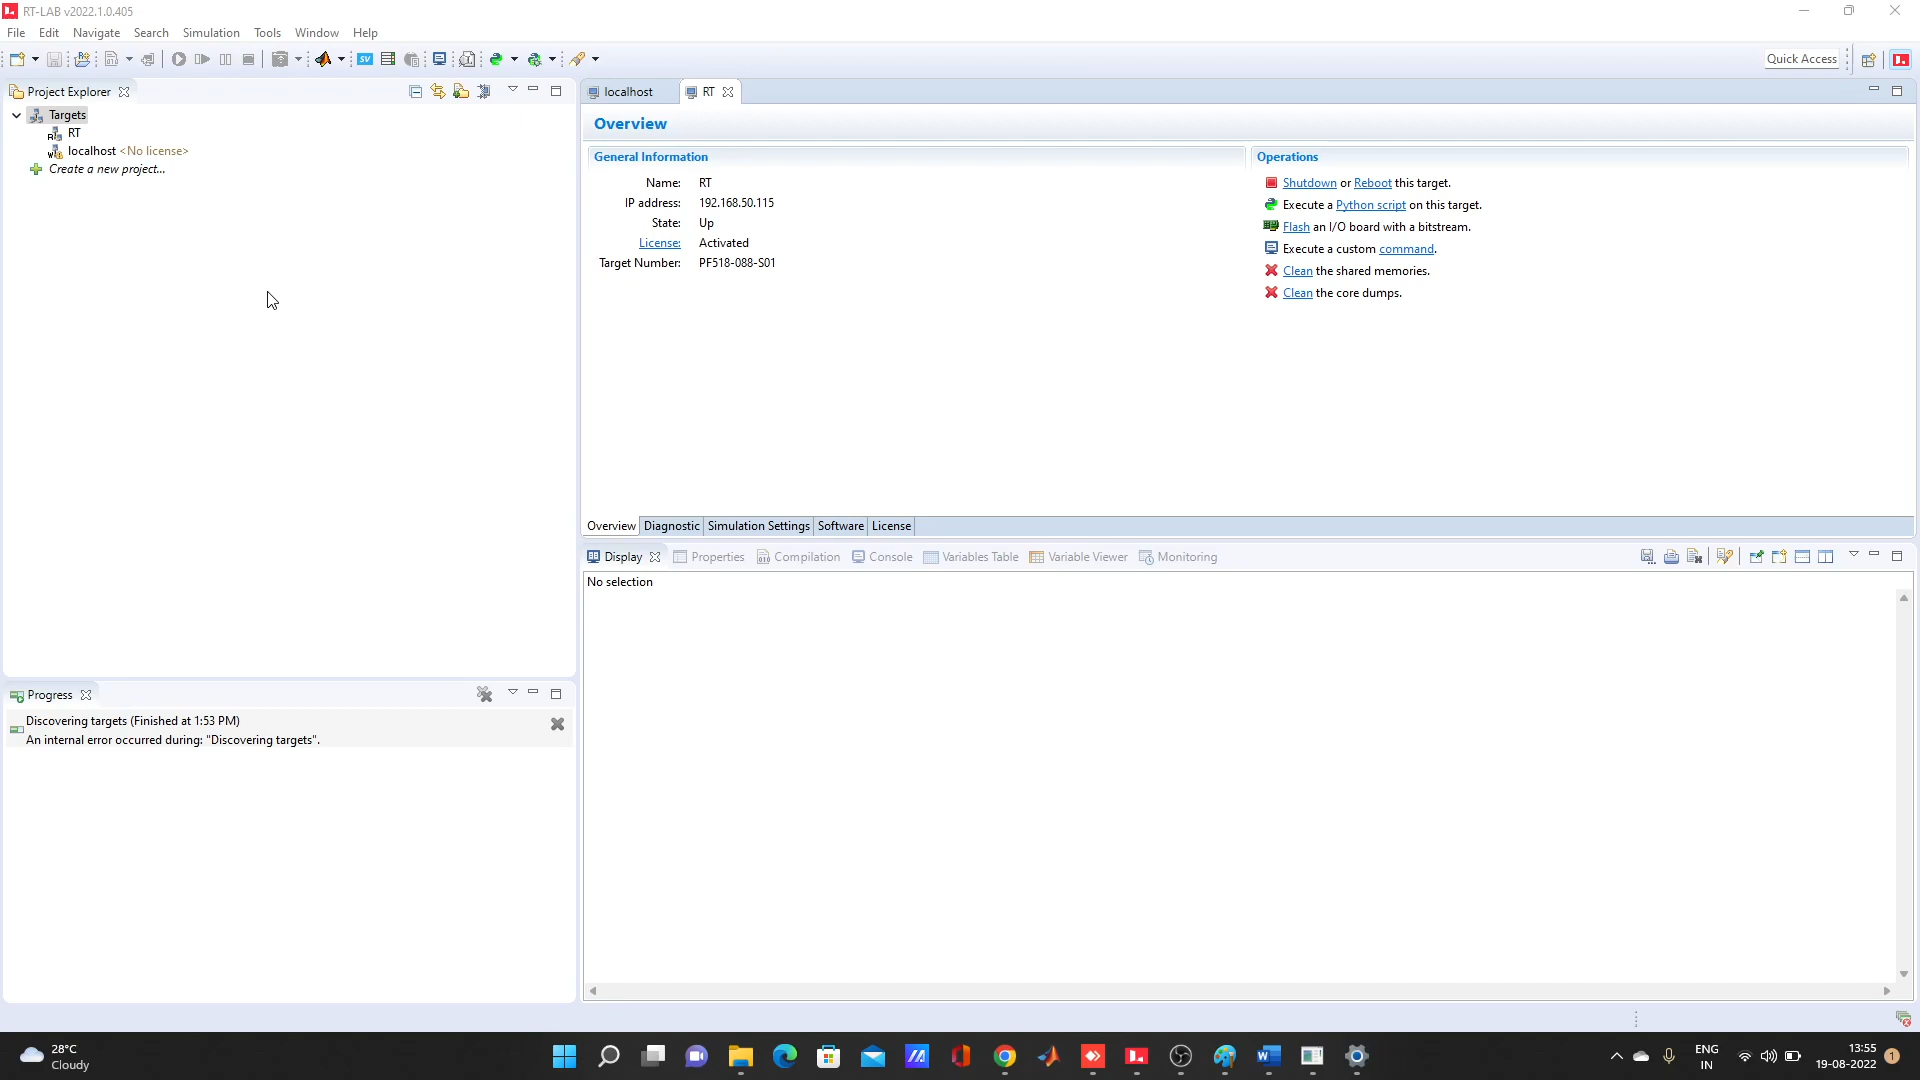 RT-LAB v2022.1.0.405
File Edit Navigate Search Simulation Tools Window Help
Quick Access
Project Explorer
Targets
RT
localhost <No license>
Create a new project...
localhost
RT
Overview
General Information
Name: RT
IP address: 192.168.50.115
State: Up
License: Activated
Target Number: PF518-088-S01
Operations
Shutdown or Reboot this target.
Execute a Python script on this target.
Flash an I/O board with a bitstream.
Execute a custom command.
Clean the shared memories.
Clean the core dumps.
Overview Diagnostic Simulation Settings Software License
Display Properties Compilation Console Variables Table Variable Viewer Monitoring
No selection
Progress
Discovering targets (Finished at 1:53 PM)
An internal error occurred during: "Discovering targets".
28°C
Cloudy
ENG
IN
13:55
19-08-2022
1